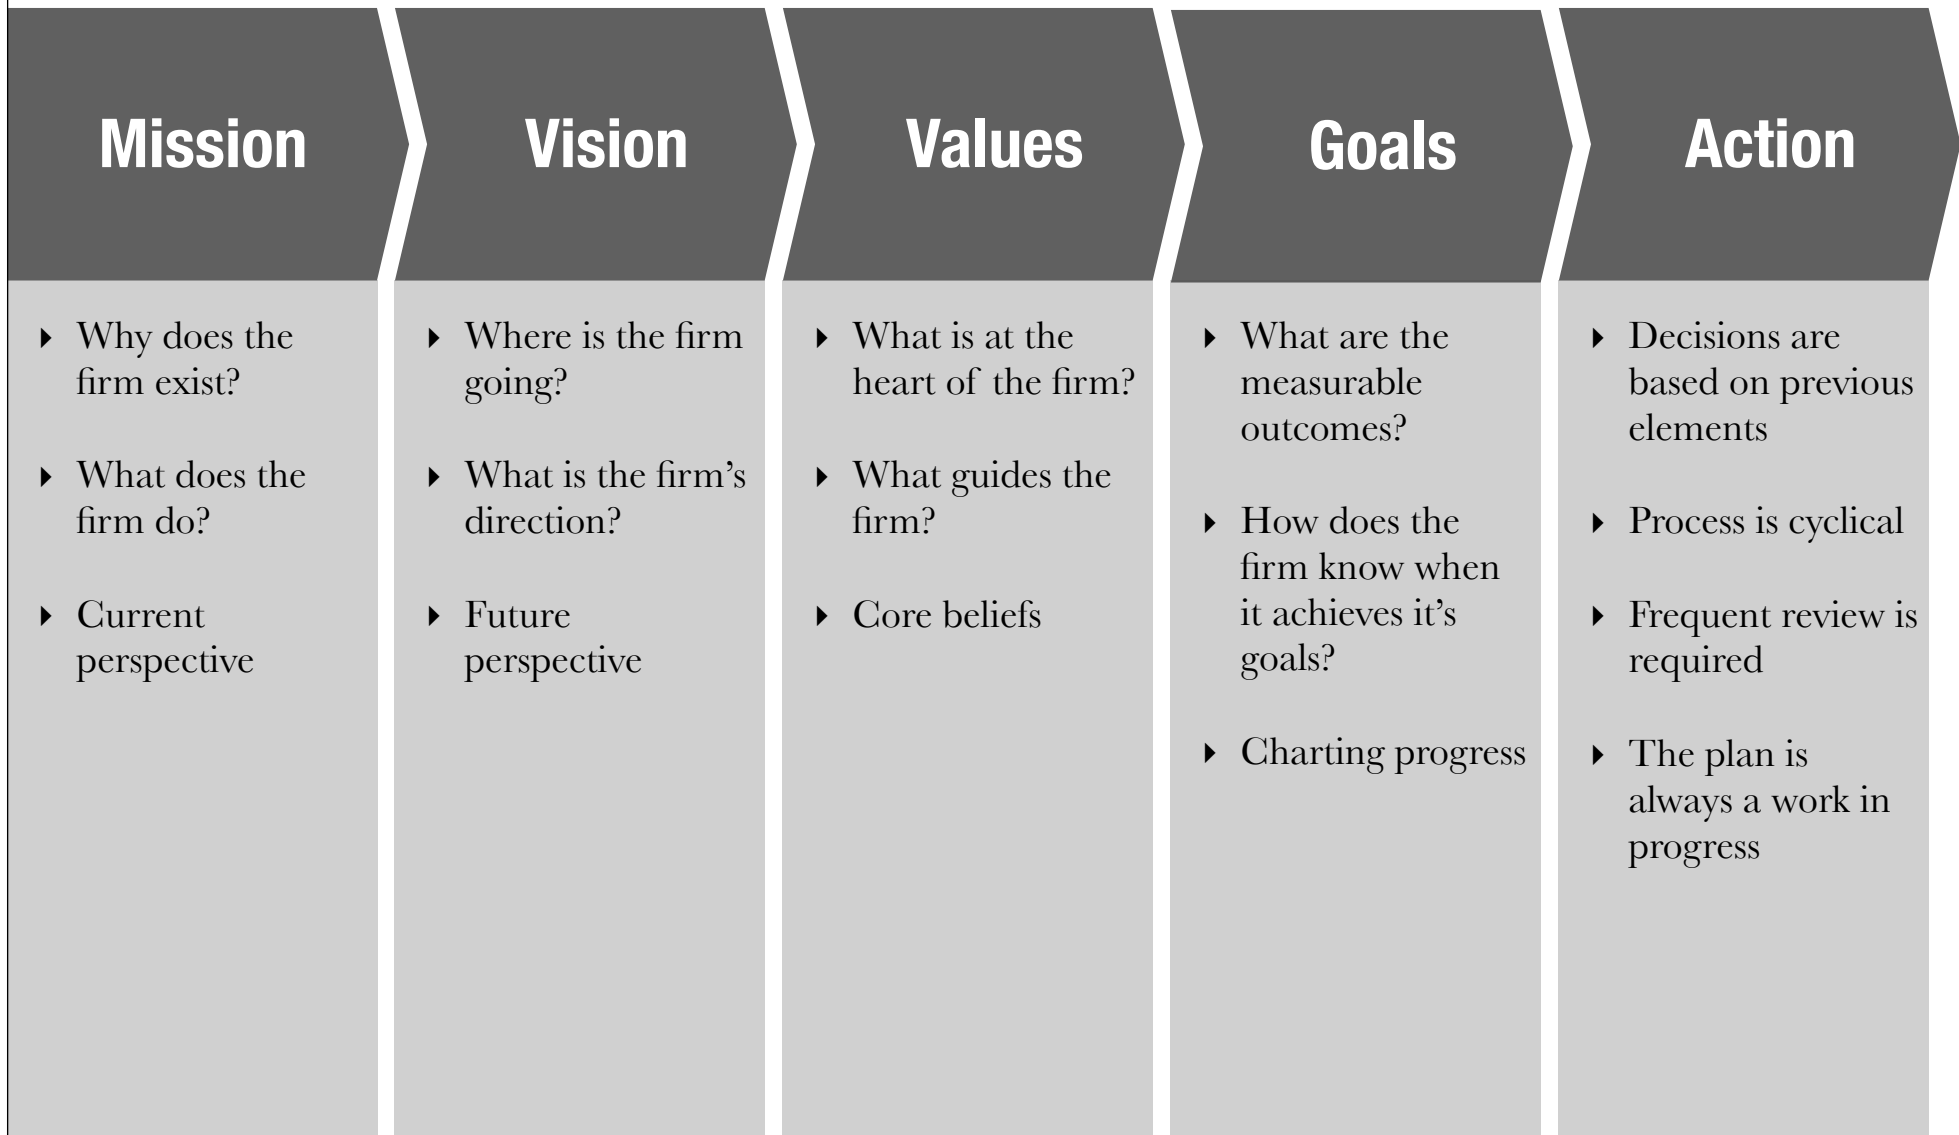 Mission
Why does the
firm exist?
What does the
firm do?
Current
perspective
Vision
Where is the firm
going?
What is the firm’s
direction?
Future
perspective
Values
What is at the
heart of the firm?
What guides the
firm?
Core beliefs
Goals
What are the
measurable
outcomes?
How does the
firm know when
it achieves it’s
goals?
Charting progress
Action
Decisions are
based on previous
elements
Process is cyclical
Frequent review is
required
The plan is
always a work in
progress